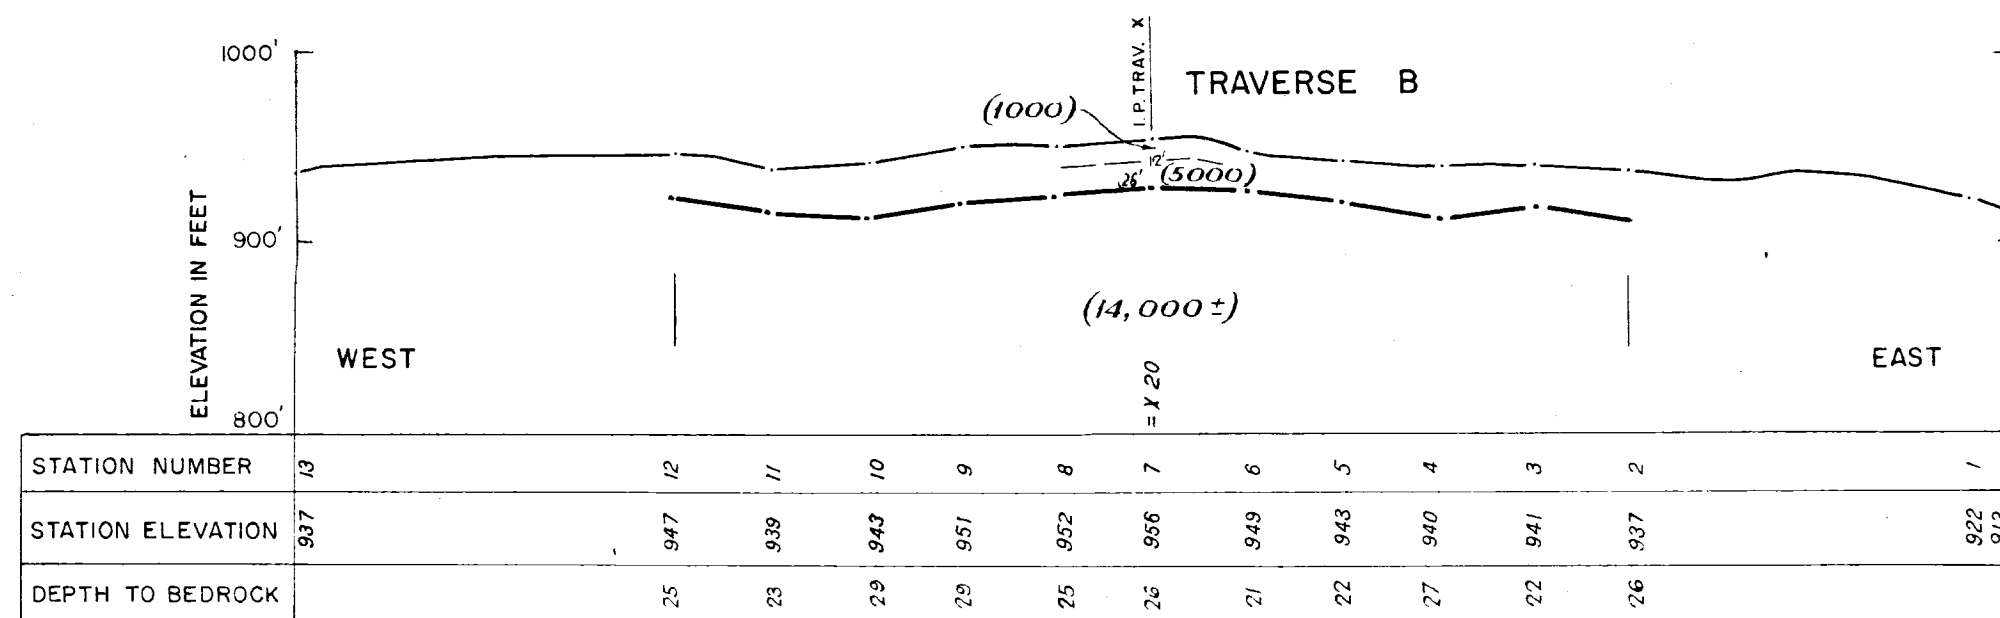 1000'
I.P. TRAV. X
TRAVERSE B
(1000)
12'
26' (5000)
ELEVATION IN FEET
900'
(14,000 ±)
WEST
EAST
800'
= X 20
STATION NUMBER 13 12 11 10 9 8 7 6 5 4 3 2 1
STATION ELEVATION 937 947 939 943 951 952 956 949 943 940 941 937 922
DEPTH TO BEDROCK 25 23 29 29 25 26 21 22 27 22 26